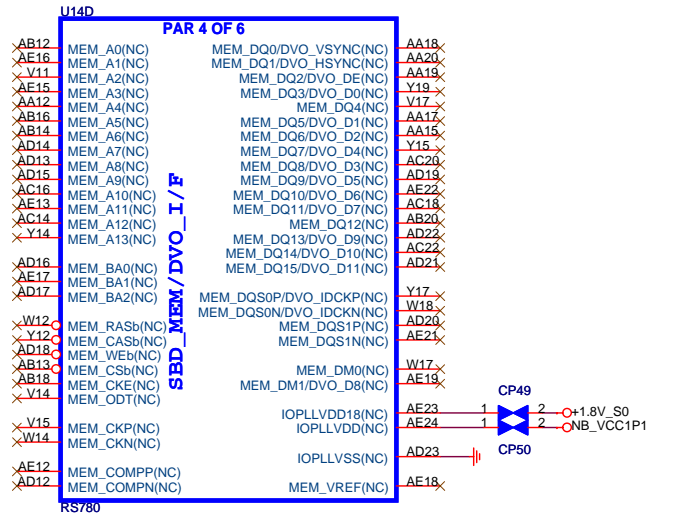 U14D
PAR 4 OF 6
AB12 MEM_A0(NC) MEM_DQ0/DVO_VSYNC(NC) AA18
AE16 MEM_A1(NC) MEM_DQ1/DVO_HSYNC(NC) AA20
V11 MEM_A2(NC) MEM_DQ2/DVO_DE(NC) AA19
AE15 MEM_A3(NC) MEM_DQ3/DVO_D0(NC) Y19
AA12 MEM_A4(NC) MEM_DQ4(NC) V17
AB16 MEM_A5(NC) MEM_DQ5/DVO_D1(NC) AA17
AB14 MEM_A6(NC) MEM_DQ6/DVO_D2(NC) AA15
AD14 MEM_A7(NC) MEM_DQ7/DVO_D4(NC) Y15
AD13 MEM_A8(NC) MEM_DQ8/DVO_D3(NC) AC20
AD15 MEM_A9(NC) MEM_DQ9/DVO_D5(NC) AD19
AC16 MEM_A10(NC) MEM_DQ10/DVO_D6(NC) AE22
AE13 MEM_A11(NC) MEM_DQ11/DVO_D7(NC) AC18
AC14 MEM_A12(NC) MEM_DQ12(NC) AB20
Y14 MEM_A13(NC) MEM_DQ13/DVO_D9(NC) AD22
MEM_DQ14/DVO_D10(NC) AC22
AD16 MEM_BA0(NC) MEM_DQ15/DVO_D11(NC) AD21
AE17 MEM_BA1(NC)
AD17 MEM_BA2(NC) MEM_DQS0P/DVO_IDCKP(NC) Y17
MEM_DQS0N/DVO_IDCKN(NC) W18
W12 MEM_RASb(NC) MEM_DQS1P(NC) AD20
Y12 MEM_CASb(NC) MEM_DQS1N(NC) AE21
AD18 MEM_WEb(NC)
AB13 MEM_CSb(NC) MEM_DM0(NC) W17
AB18 MEM_CKE(NC) MEM_DM1/DVO_D8(NC) AE19
V14 MEM_ODT(NC)
SBD_MEM/DVO_I/F
CP49
IOPLLVDD18(NC) AE23 1 2 +1.8V_S0
V15 MEM_CKP(NC) IOPLLVDD(NC) AE24 1 2 NB_VCC1P1
W14 MEM_CKN(NC)
CP50
IOPLLVSS(NC) AD23
AE12 MEM_COMPP(NC)
AD12 MEM_COMPN(NC) MEM_VREF(NC) AE18
RS780